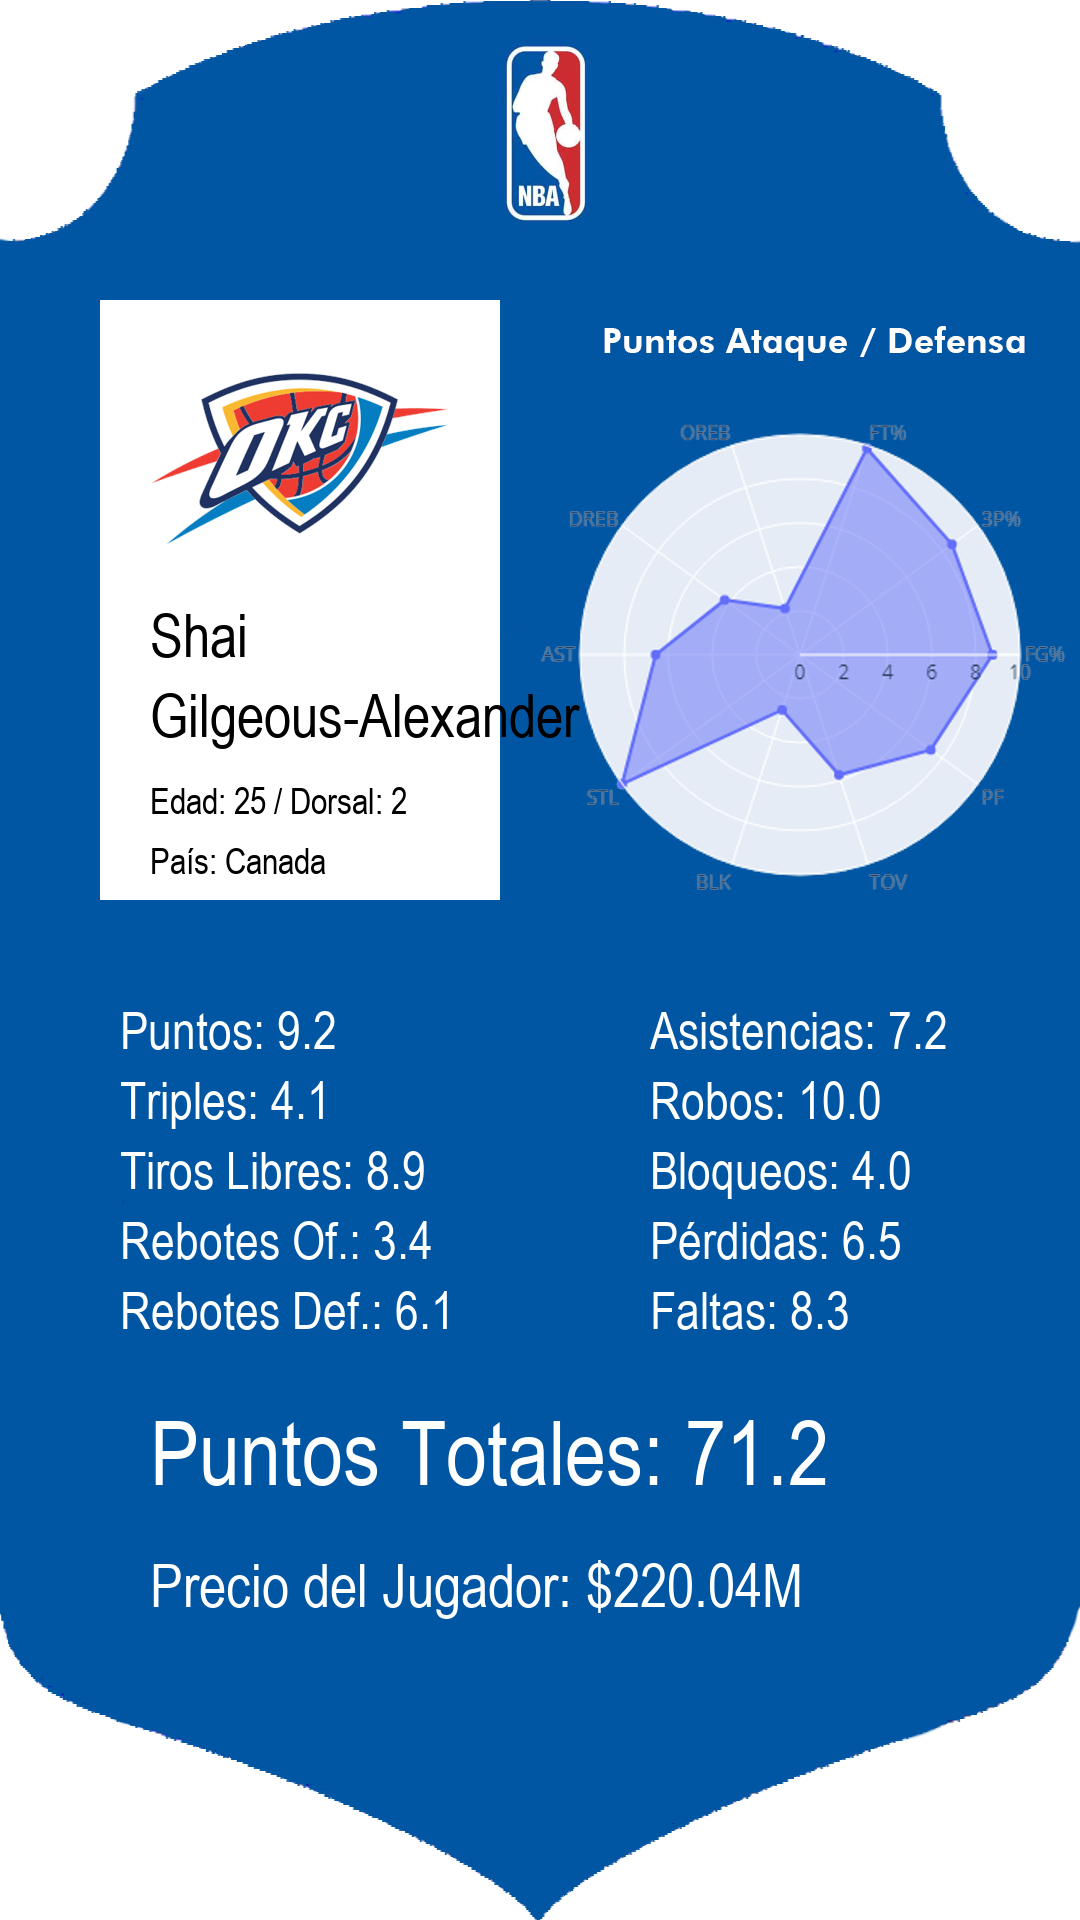 NBA
OKC
Shai
Gilgeous-Alexander
Edad: 25 / Dorsal: 2
País: Canada
Puntos Ataque / Defensa
OREB
FT%
DREB
3P%
AST
FG%
0 2 4 6 8 10
STL
PF
BLK
TOV
Puntos: 9.2
Triples: 4.1
Tiros Libres: 8.9
Rebotes Of.: 3.4
Rebotes Def.: 6.1
Asistencias: 7.2
Robos: 10.0
Bloqueos: 4.0
Pérdidas: 6.5
Faltas: 8.3
Puntos Totales: 71.2
Precio del Jugador: $220.04M